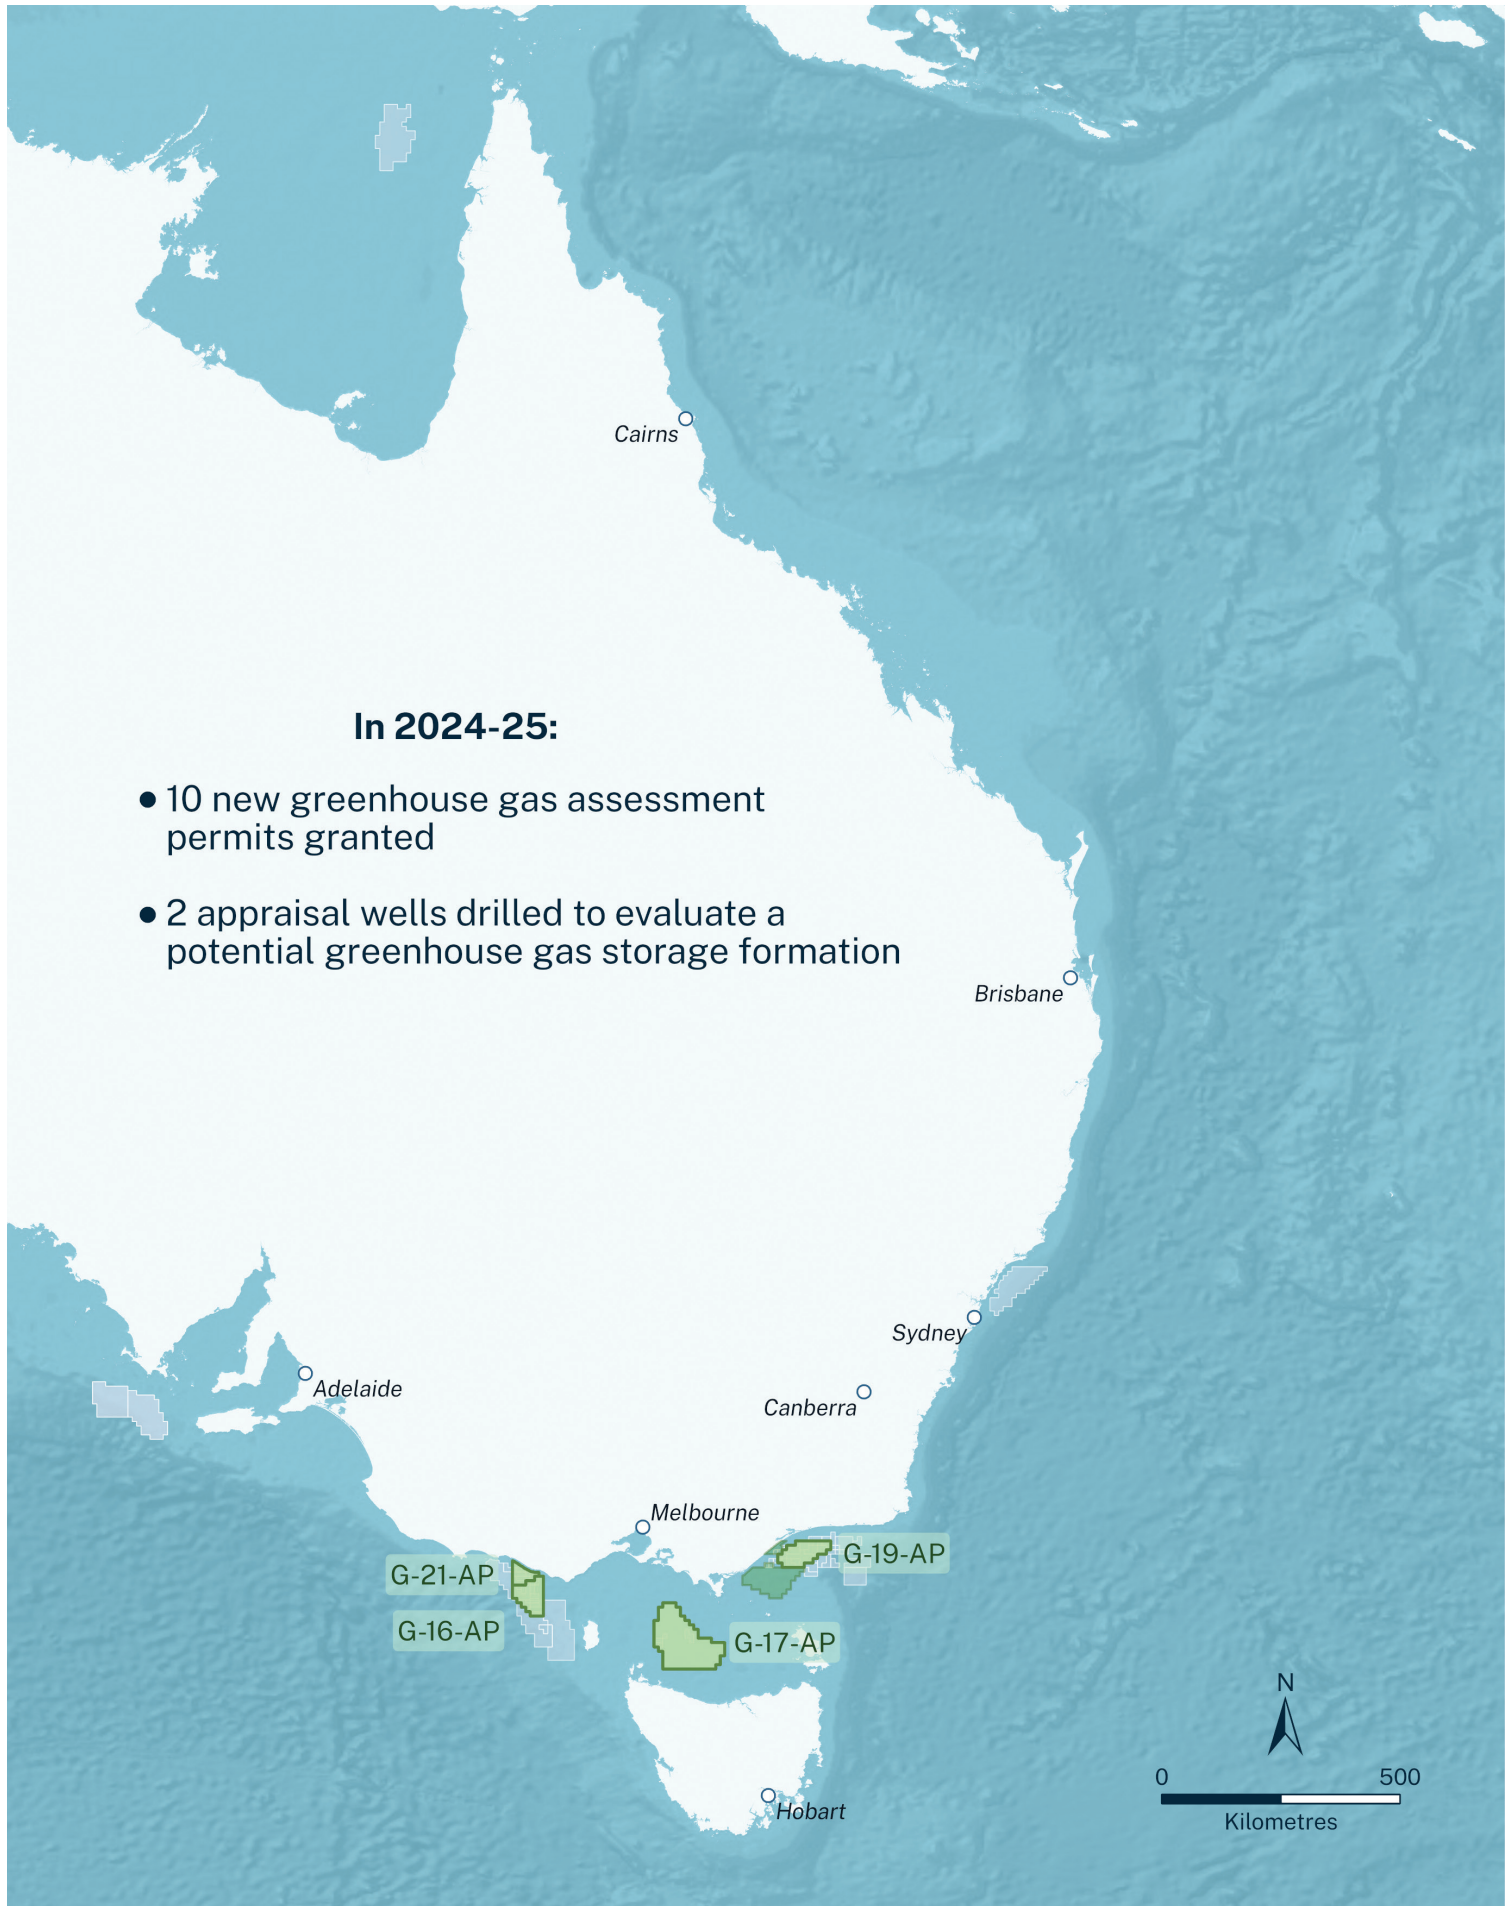 Cairns
In 2024-25:
● 10 new greenhouse gas assessment
permits granted
● 2 appraisal wells drilled to evaluate a
potential greenhouse gas storage formation
Brisbane
Sydney
Adelaide
Canberra
Melbourne
G-19-AP
G-21-AP
G-16-AP
G-17-AP
N
0 500
Kilometres
Hobart